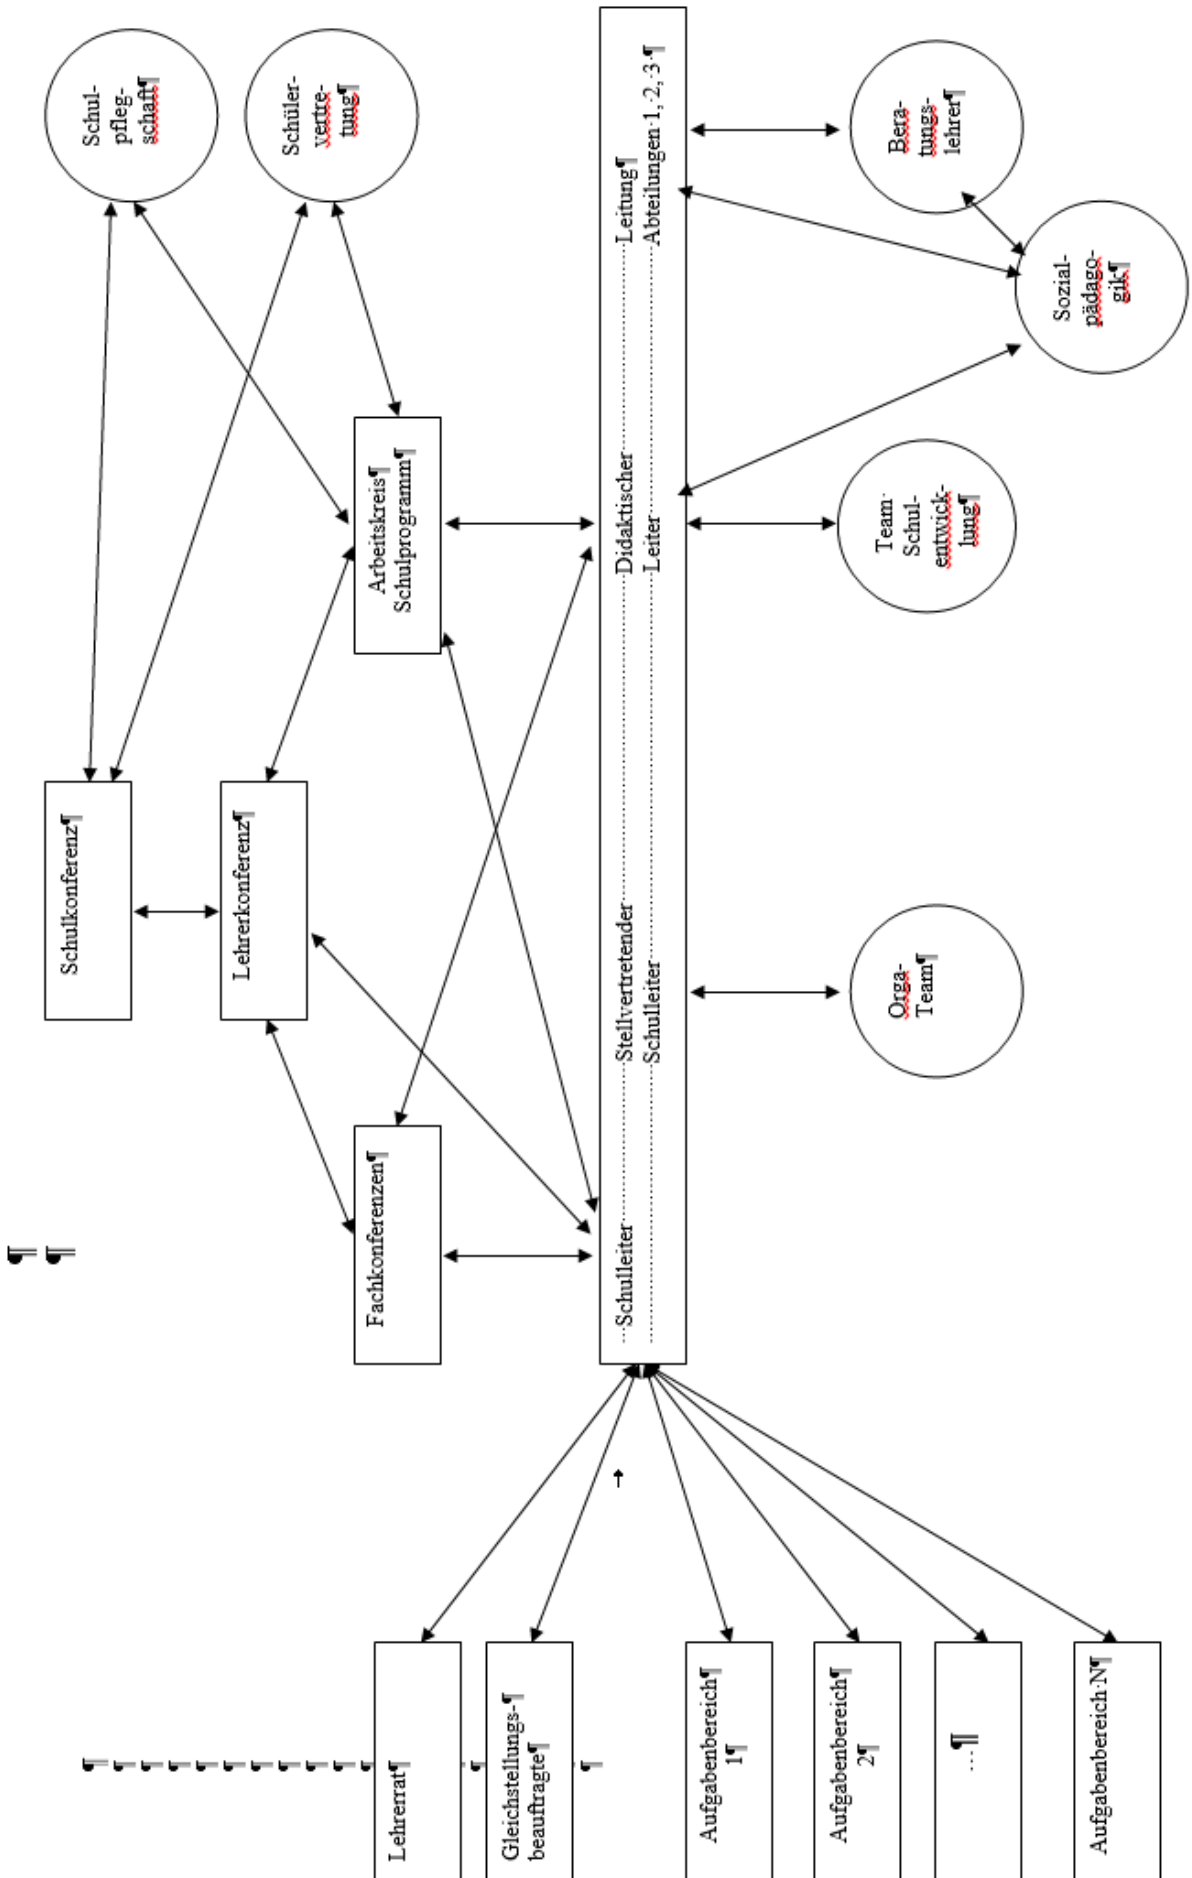 Schulkonferenz
Schul-
pfleg-
schaft
Lehrerkonferenz
Schüler-
vertre-
tung
Fachkonferenzen
Arbeitskreis
Schulprogramm
Lehrerrat
Gleichstellungs-
beauftragte
Schulleiter Stellvertretender Didaktischer Leitung
Schulleiter Leiter Abteilungen 1, 2, 3
Aufgabenbereich
1
Aufgabenbereich
2
...
Aufgabenbereich N
Orga-
Team
Team
Schul-
entwick-
lung
Bera-
tungs-
lehrer
Sozial-
pädago-
gik